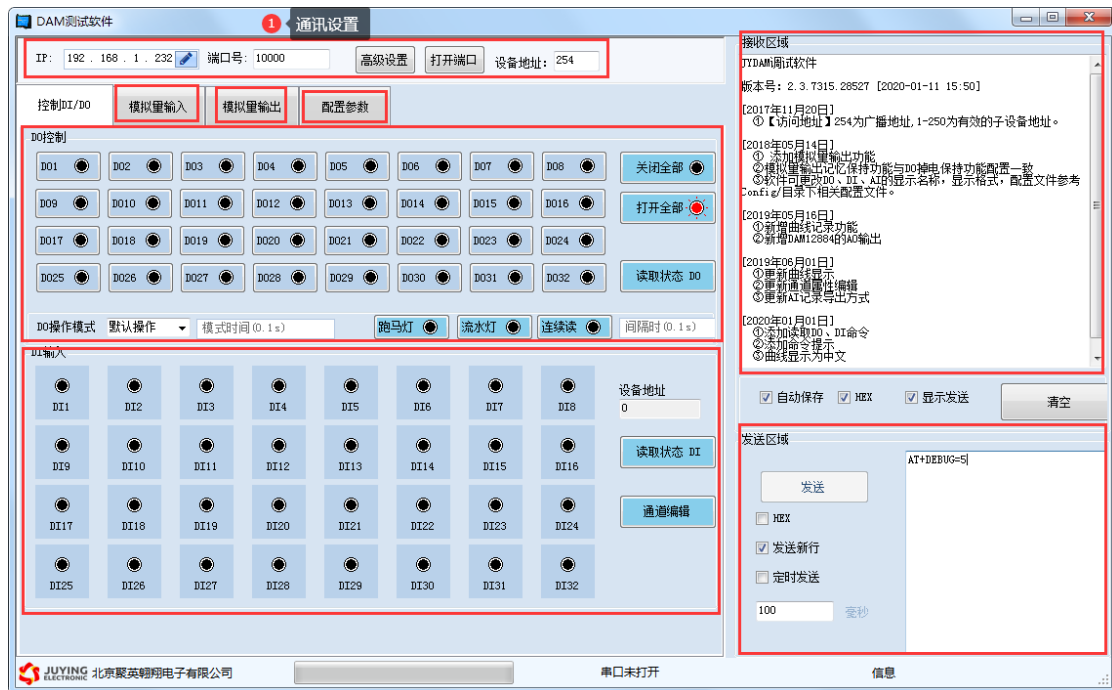 DAM测试软件
1 通讯设置
IP: 192 . 168 . 1 . 232 端口号: 10000 高级设置 打开端口 设备地址: 254
控制DI/DO 模拟量输入 模拟量输出 配置参数
DO控制
DO1 DO2 DO3 DO4 DO5 DO6 DO7 DO8 关闭全部
DO9 DO10 DO11 DO12 DO13 DO14 DO15 DO16 打开全部
DO17 DO18 DO19 DO20 DO21 DO22 DO23 DO24
DO25 DO26 DO27 DO28 DO29 DO30 DO31 DO32 读取状态 DO
DO操作模式 默认操作 模式时间(0.1s) 跑马灯 流水灯 连续读 间隔时(0.1s)
DI输入
DI1 DI2 DI3 DI4 DI5 DI6 DI7 DI8
设备地址
0
DI9 DI10 DI11 DI12 DI13 DI14 DI15 DI16 读取状态 DI
DI17 DI18 DI19 DI20 DI21 DI22 DI23 DI24 通道编辑
DI25 DI26 DI27 DI28 DI29 DI30 DI31 DI32
接收区域
JYDAM调试软件
版本号: 2.3.7315.28527 [2020-01-11 15:50]
[2017年11月20日]
①【访问地址】254为广播地址,1-250为有效的子设备地址。
[2018年05月14日]
① 添加模拟量输出功能
②模拟量输出记忆保持功能与DO掉电保持功能配置一致
③软件可更改DO、DI、AI的显示名称，显示格式，配置文件参考
Config/目录下相关配置文件。
[2019年05月16日]
①新增曲线记录功能
②新增DAM12884的AO输出
[2019年06月01日]
①更新曲线显示
②更新通道属性编辑
③更新AI记录导出方式
[2020年01月01日]
①添加读取DO、DI命令
②添加命令提示
③曲线显示为中文
自动保存 HEX 显示发送 清空
发送区域
AT+DEBUG=5
发送
HEX
发送新行
定时发送
100 毫秒
JUYING ELECTRONIC 北京聚英翱翔电子有限公司 串口未打开 信息